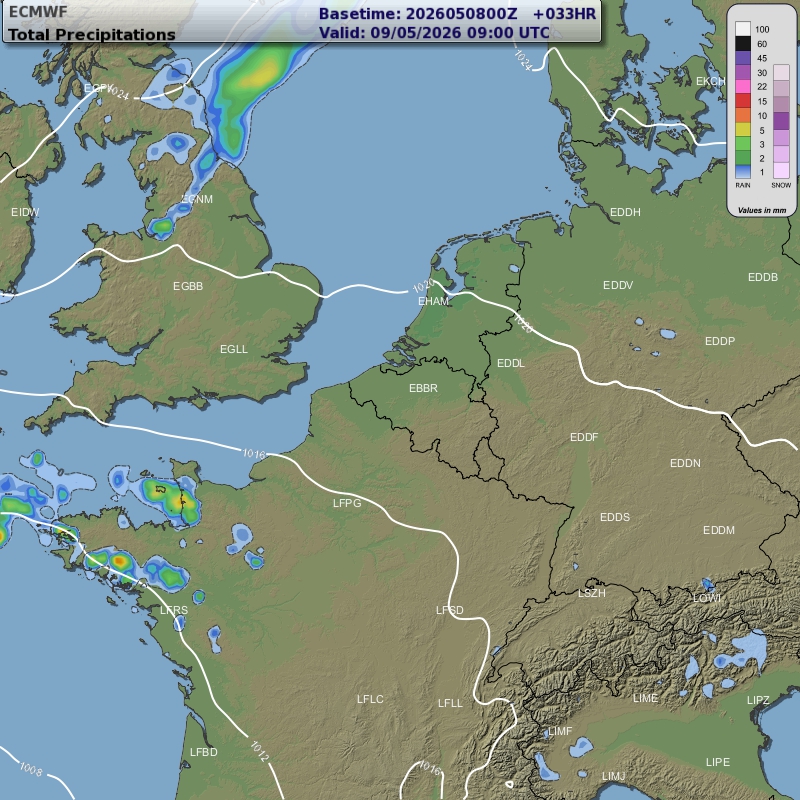 ECMWF
Basetime: 2026050800Z +033HR
Total Precipitations
Valid: 09/05/2026 09:00 UTC
1024
1024
EGPF
EKCH
100
60
45
30
22
15
10
5
3
2
1
RAIN SNOW
Values in mm
EIDW
EGNM
EDDH
EGBB
1020
EHAM
EDDV
EDDB
1020
EDDP
EGLL
EDDL
EBBR
1016
EDDF
EDDN
LFPG
EDDS
EDDM
LFRS
LFSD
LSZH
LOWI
LFLC
LFLL
LIME
LIPZ
LIMF
LFBD
1012
LIPE
1008
1016
LIMJ